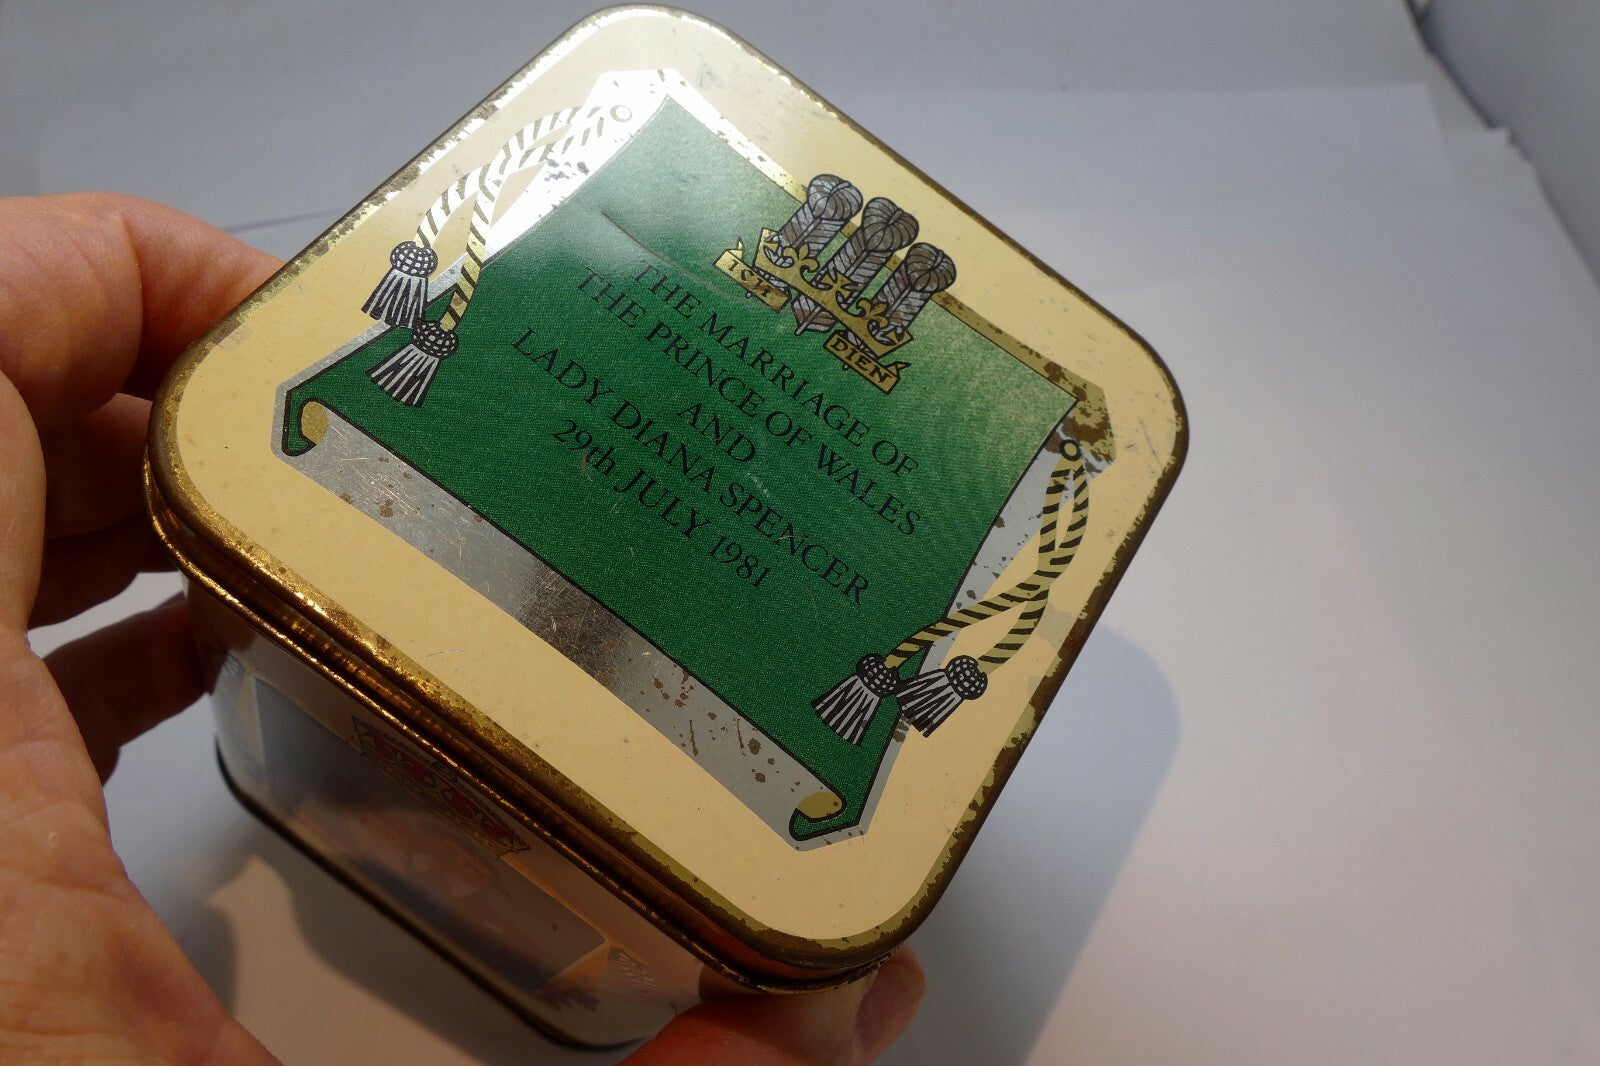 ICH
DIEN
THE MARRIAGE OF
THE PRINCE OF WALES
AND
LADY DIANA SPENCER
29th JULY 1981